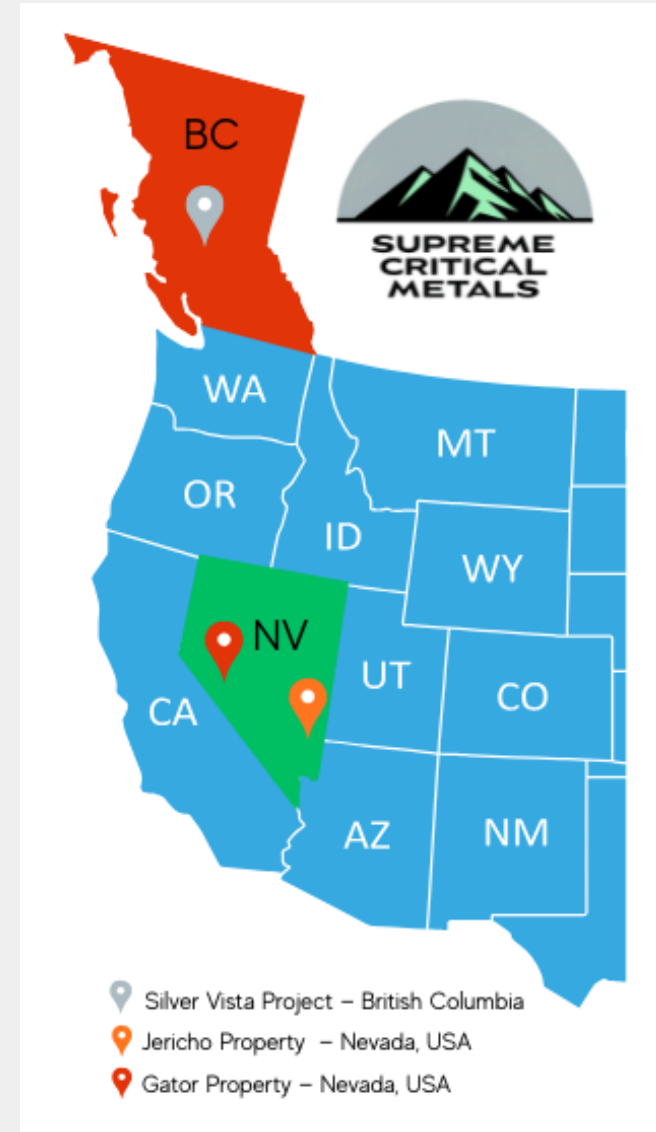 BC
SUPREME
CRITICAL
METALS
WA
MT
OR
ID
WY
NV
UT
CO
CA
AZ
NM
Silver Vista Project – British Columbia
Jericho Property – Nevada, USA
Gator Property – Nevada, USA